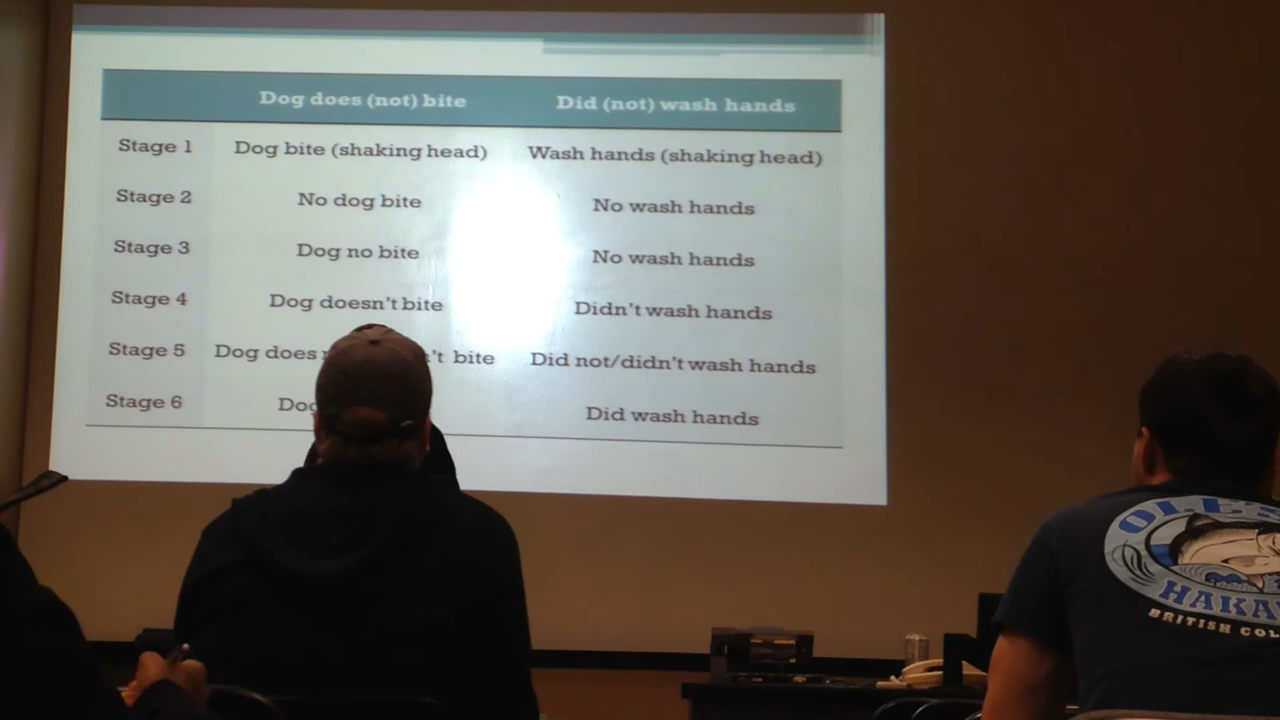 Dog does (not) bite Did (not) wash hands
Stage 1 Dog bite (shaking head) Wash hands (shaking head)
Stage 2 No dog bite No wash hands
Stage 3 Dog no bite No wash hands
Stage 4 Dog doesn't bite Didn't wash hands
Stage 5 Dog does 't bite Did not/didn't wash hands
Stage 6 Dog Did wash hands
BRITISH